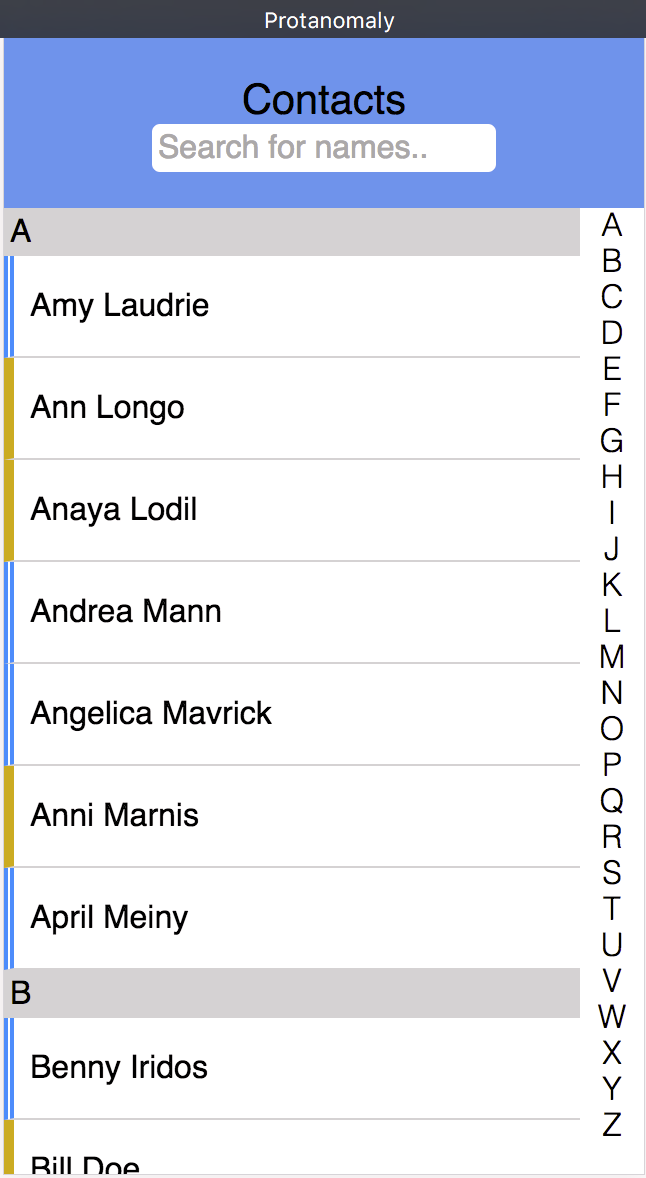 Protanomaly
Contacts
Search for names..
A
Amy Laudrie
Ann Longo
Anaya Lodil
Andrea Mann
Angelica Mavrick
Anni Marnis
April Meiny
B
Benny Iridos
Bill Doe
A
B
C
D
E
F
G
H
I
J
K
L
M
N
O
P
Q
R
S
T
U
V
W
X
Y
Z